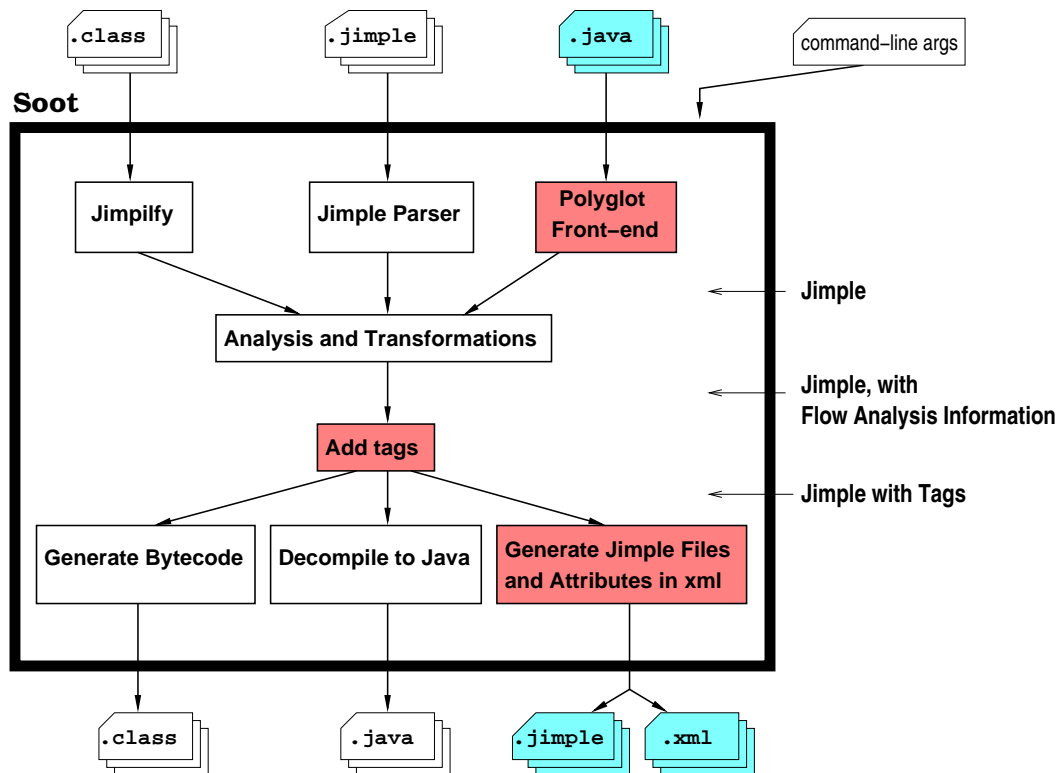 .class
.jimple
.java
command-line args
Soot
Jimpilfy
Jimple Parser
Polyglot
Front-end
Jimple
Analysis and Transformations
Jimple, with
Flow Analysis Information
Add tags
Jimple with Tags
Generate Bytecode
Decompile to Java
Generate Jimple Files
and Attributes in xml
.class
.java
.jimple
.xml